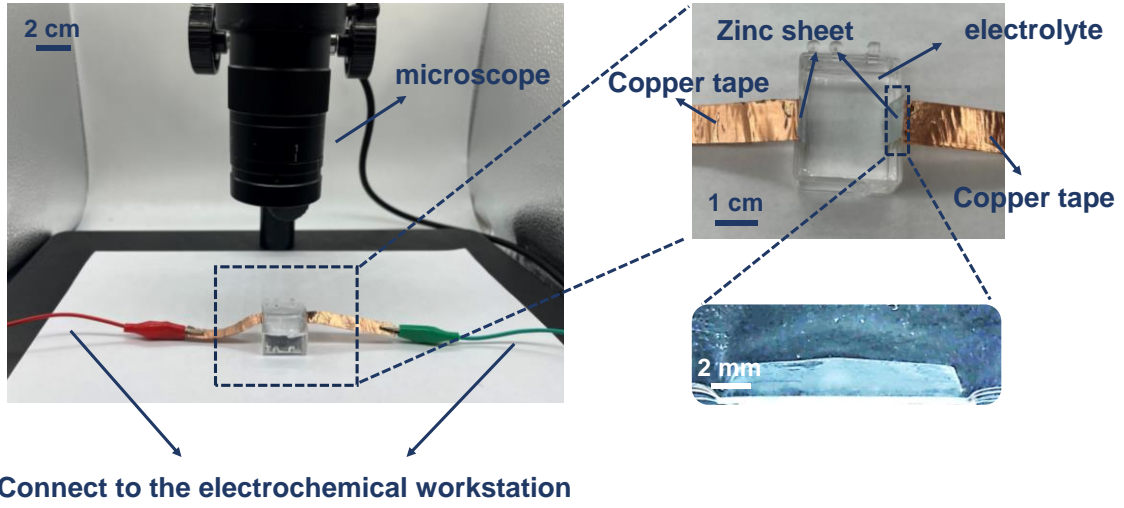 2 cm
microscope
Zinc sheet
electrolyte
Copper tape
1 cm
Copper tape
2 mm
Connect to the electrochemical workstation